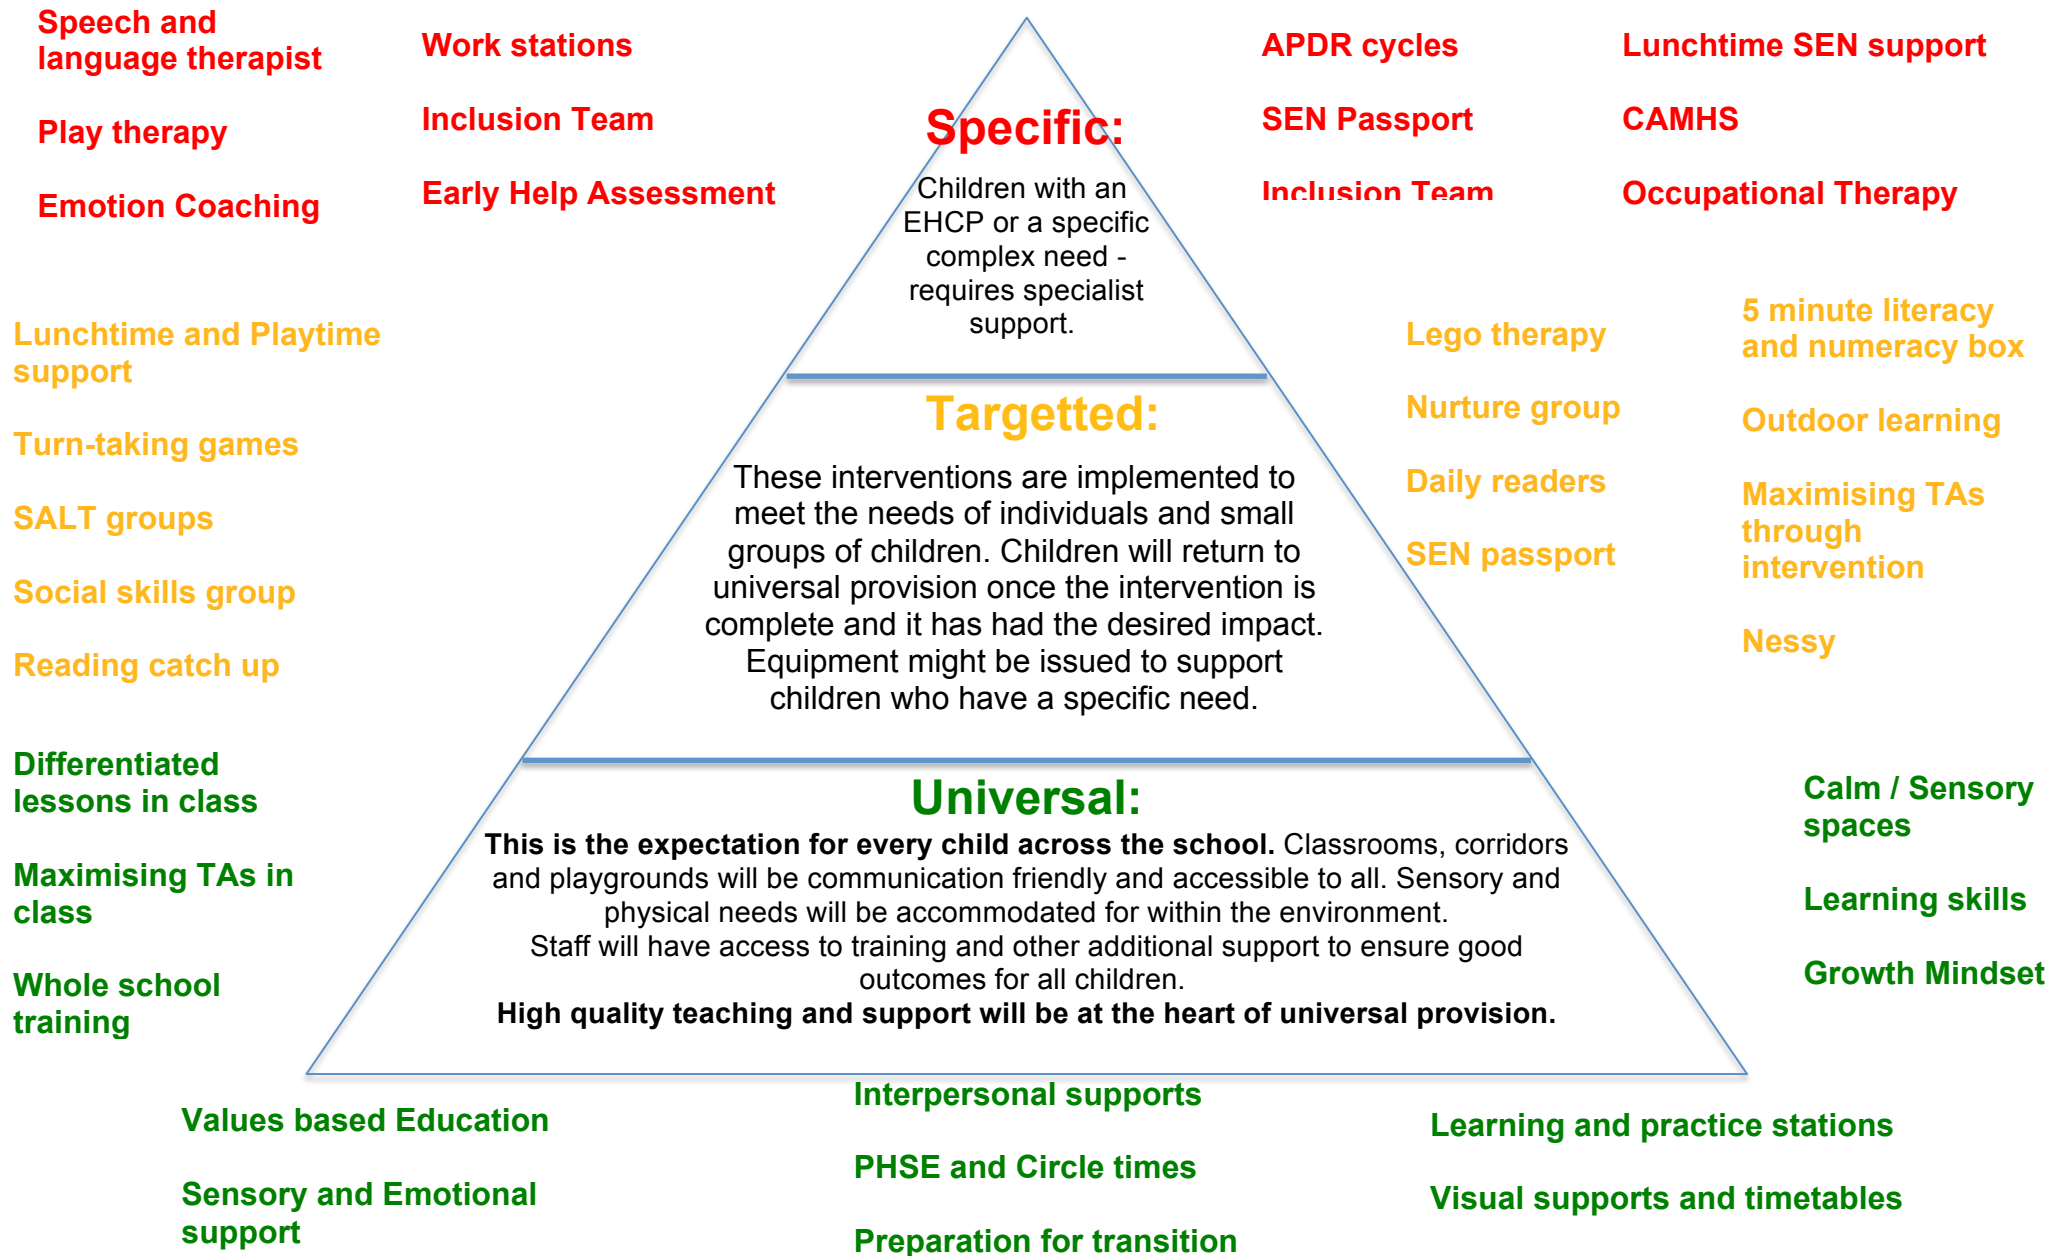 Speech and
language therapist
Play therapy
Emotion Coaching
Work stations
Inclusion Team
Early Help Assessment
Specific:
Children with an
EHCP or a specific
complex need -
requires specialist
support.
APDR cycles
SEN Passport
Inclusion Team
Lunchtime SEN support
CAMHS
Occupational Therapy
Lunchtime and Playtime
support
Turn-taking games
SALT groups
Social skills group
Reading catch up
Targetted:
These interventions are implemented to
meet the needs of individuals and small
groups of children. Children will return to
universal provision once the intervention is
complete and it has had the desired impact.
Equipment might be issued to support
children who have a specific need.
Lego therapy
Nurture group
Daily readers
SEN passport
5 minute literacy
and numeracy box
Outdoor learning
Maximising TAs
through
intervention
Nessy
Differentiated
lessons in class
Maximising TAs in
class
Whole school
training
Universal:
This is the expectation for every child across the school. Classrooms, corridors
and playgrounds will be communication friendly and accessible to all. Sensory and
physical needs will be accommodated for within the environment.
Staff will have access to training and other additional support to ensure good
outcomes for all children.
High quality teaching and support will be at the heart of universal provision.
Calm / Sensory
spaces
Learning skills
Growth Mindset
Values based Education
Sensory and Emotional
support
Interpersonal supports
PHSE and Circle times
Preparation for transition
Learning and practice stations
Visual supports and timetables